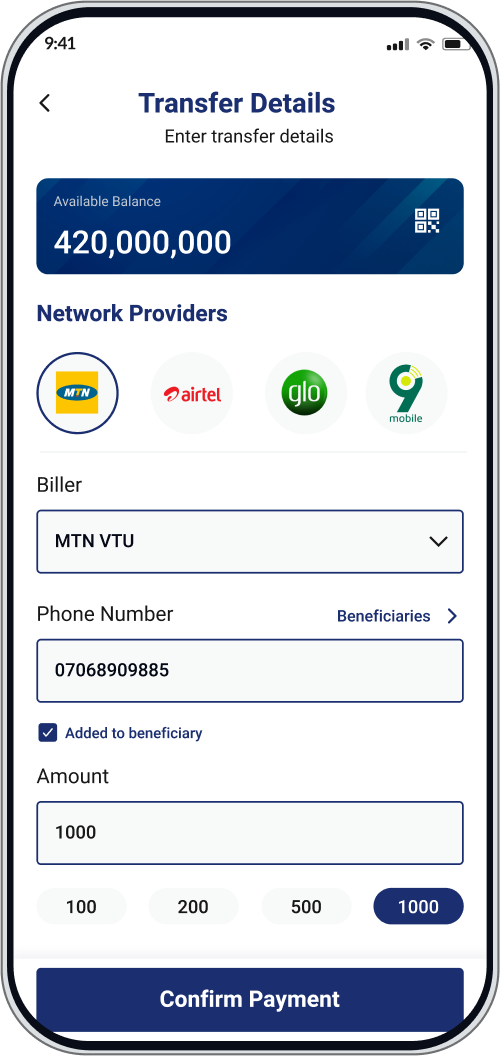 9:41
Transfer Details
Enter transfer details
Available Balance
420,000,000
Network Providers
MTN
airtel
glo
9
mobile
Biller
MTN VTU
Phone Number
Beneficiaries
07068909885
Added to beneficiary
Amount
1000
100 200 500 1000
Confirm Payment